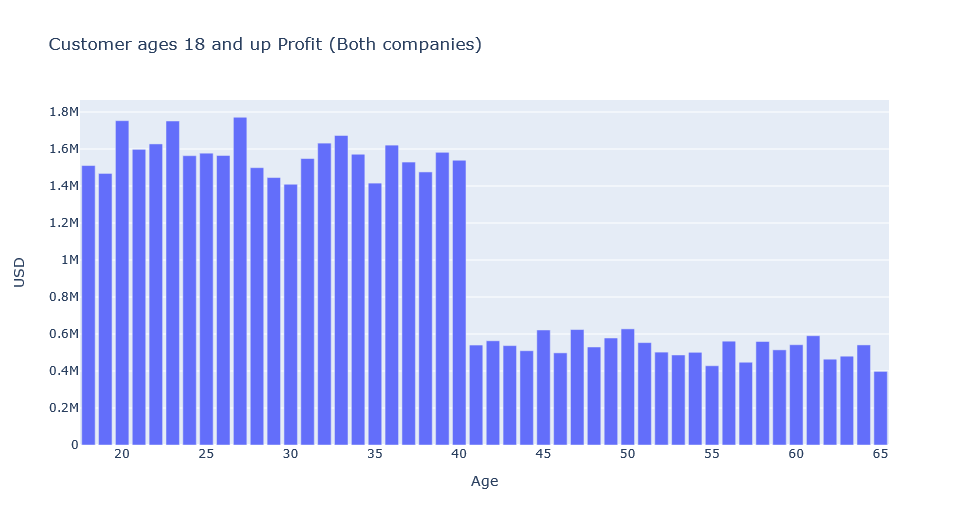 Customer ages 18 and up Profit (Both companies)
1.8M
1.6M
1.4M
1.2M
1M
0.8M
0.6M
0.4M
0.2M
0
USD
20 25 30 35 40 45 50 55 60 65
Age